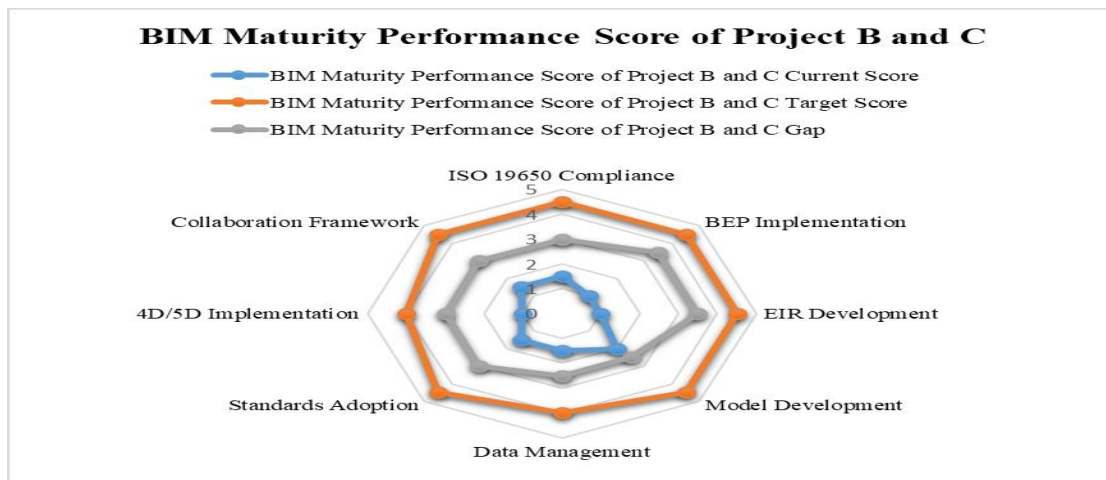 BIM Maturity Performance Score of Project B and C
BIM Maturity Performance Score of Project B and C Current Score
BIM Maturity Performance Score of Project B and C Target Score
BIM Maturity Performance Score of Project B and C Gap
ISO 19650 Compliance
5
Collaboration Framework
BEP Implementation
4
3
2
1
4D/5D Implementation
0
EIR Development
Standards Adoption
Model Development
Data Management